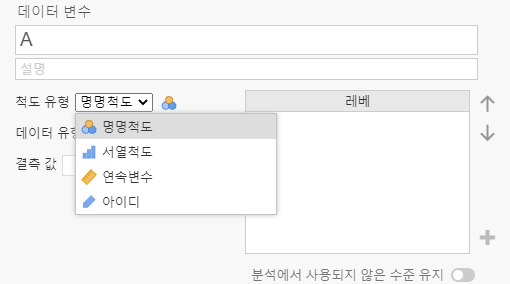 데이터 변수
A
설명
척도 유형 명명척도
레베
명명척도
데이터 유형
서열척도
결측 값
연속변수
아이디
분석에서 사용되지 않은 수준 유지